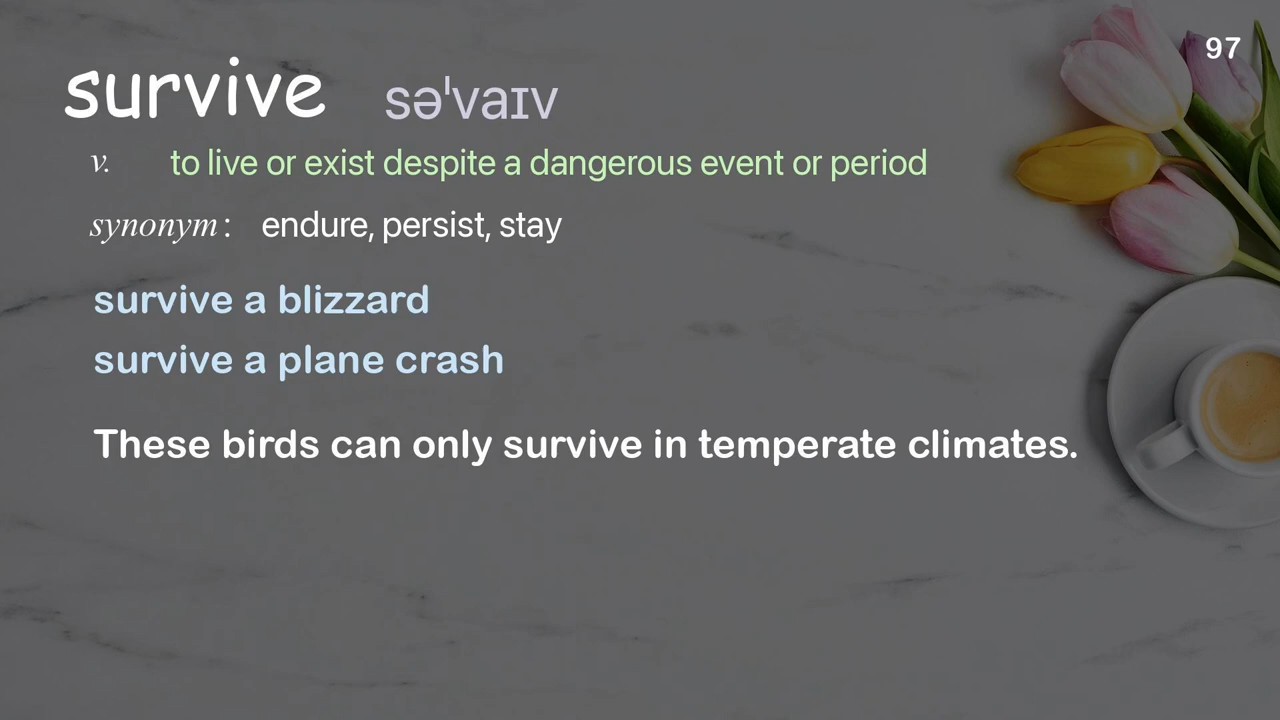 97
survive səˈvaɪv
v. to live or exist despite a dangerous event or period
synonym: endure, persist, stay
survive a blizzard
survive a plane crash
These birds can only survive in temperate climates.